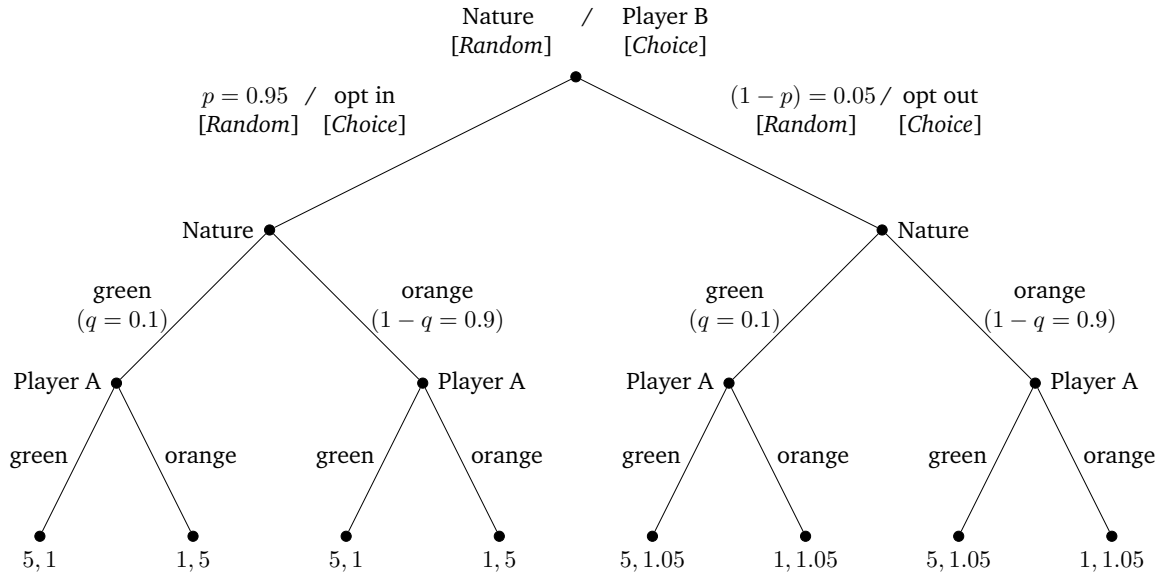 Nature / Player B
[Random] [Choice]
p = 0.95 / opt in
[Random] [Choice]
(1 − p) = 0.05 / opt out
[Random] [Choice]
Nature
Nature
green
(q = 0.1)
orange
(1 − q = 0.9)
green
(q = 0.1)
orange
(1 − q = 0.9)
Player A
Player A
Player A
Player A
green
orange
green
orange
green
orange
green
orange
5, 1
1, 5
5, 1
1, 5
5, 1.05
1, 1.05
5, 1.05
1, 1.05